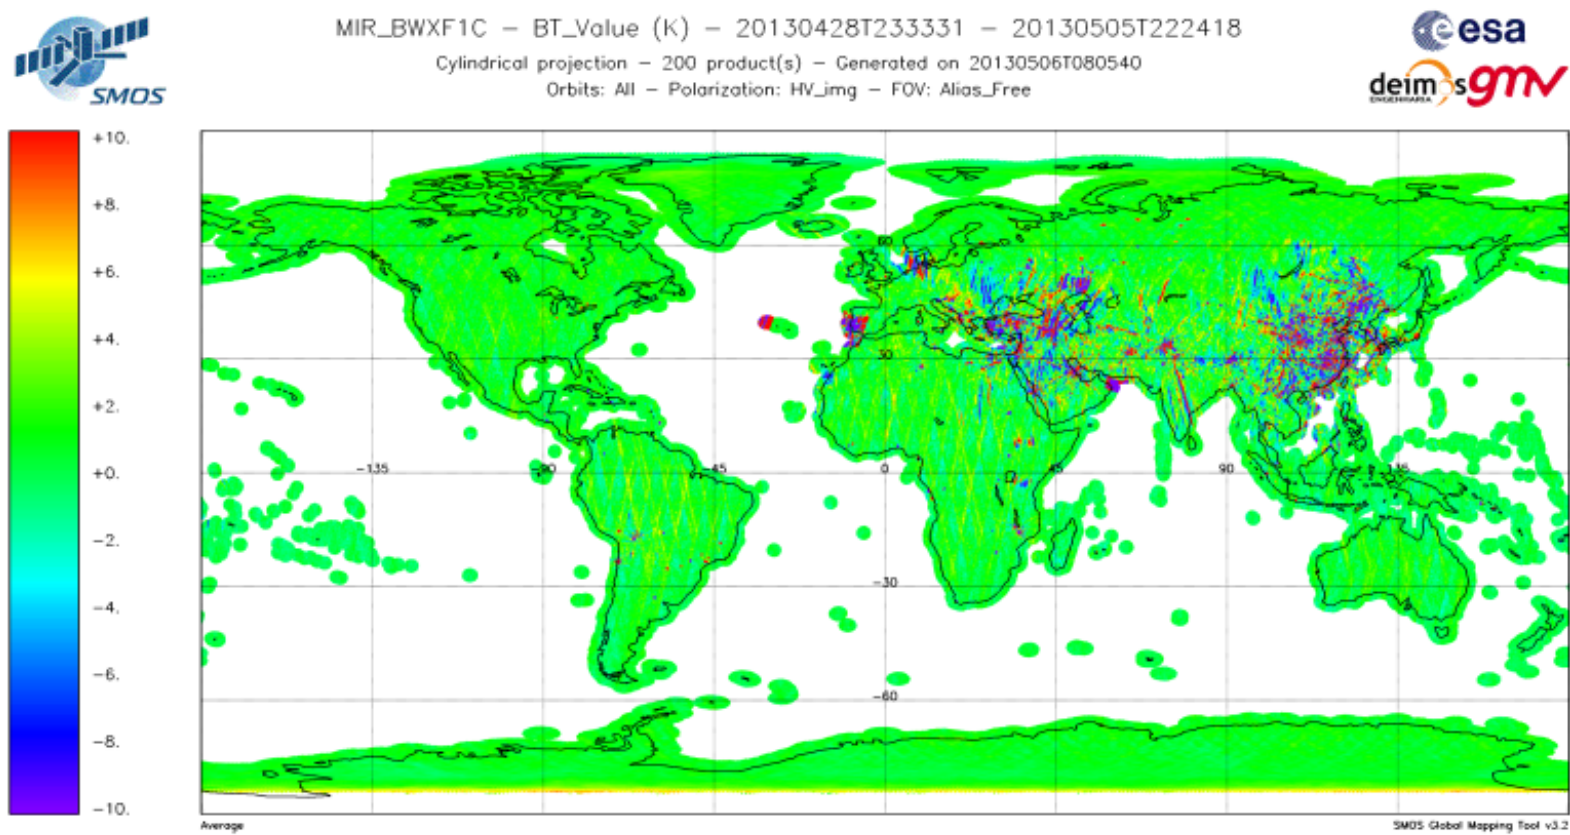 MIR_BWXF1C – BT_Value (K) – 20130428T233331 – 20130505T222418
Cylindrical projection – 200 product(s) – Generated on 20130506T080540
Orbits: All – Polarization: HV_img – FOV: Alias_Free
SMOS
esa
deimos
ENGENHARIA
gmv
+10.
+8.
+6.
+4.
+2.
+0.
−2.
−4.
−6.
−8.
−10.
60
30
−135
−90
−45
0
45
90
135
−30
−60
Average
SMOS Global Mapping Tool v3.2